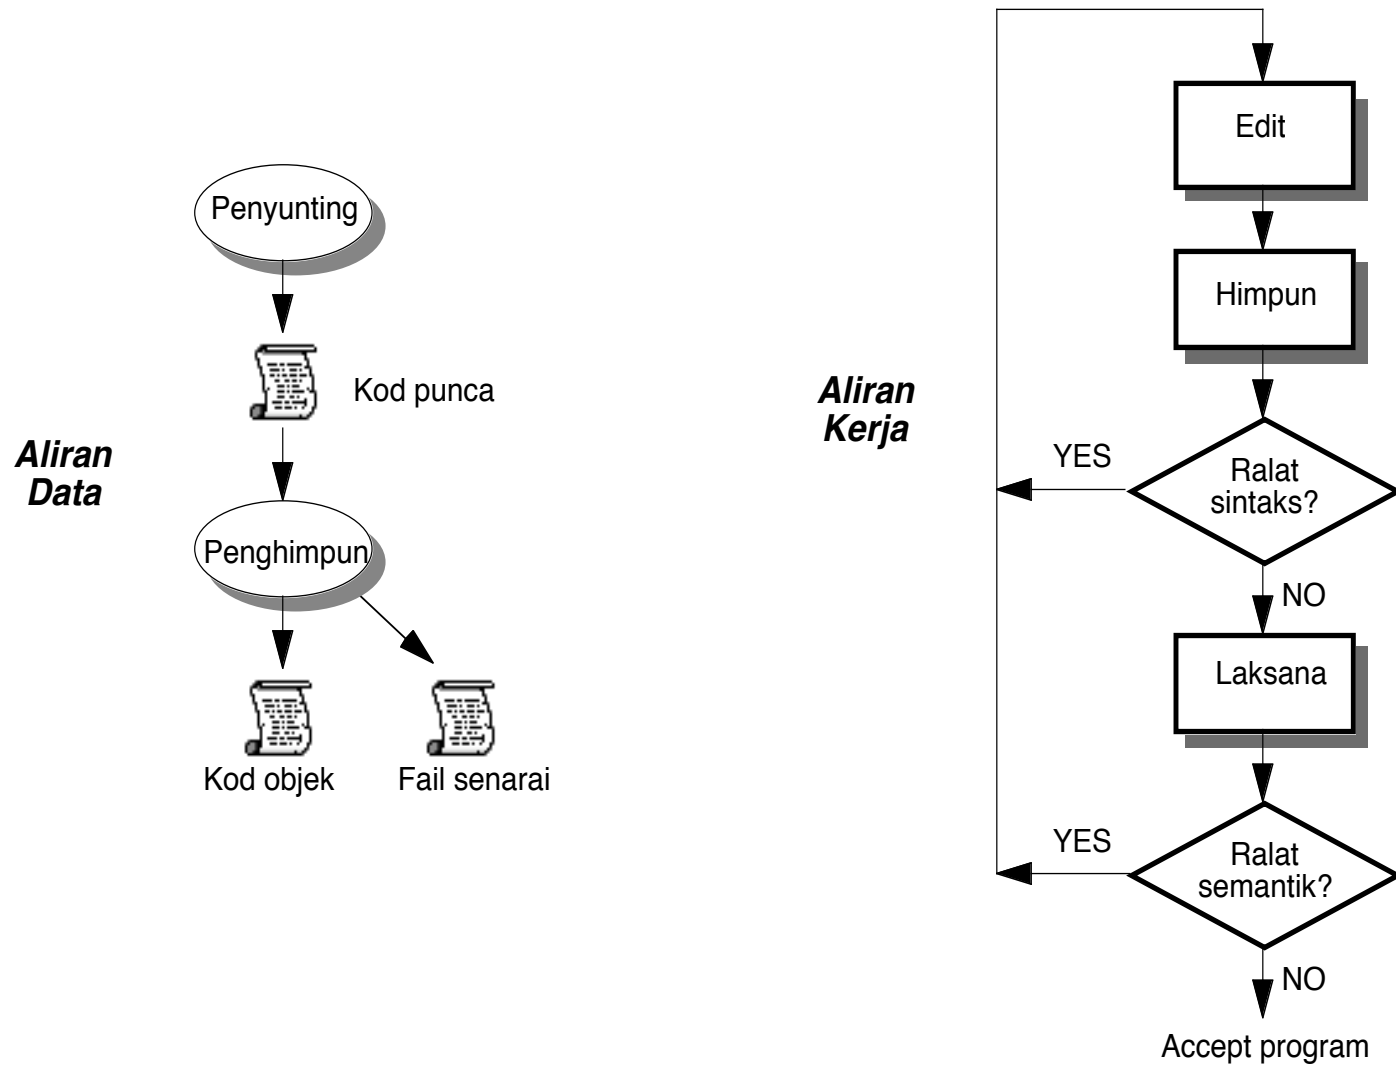 Aliran
Data
Penyunting
Kod punca
Penghimpun
Kod objek
Fail senarai
Aliran
Kerja
Edit
Himpun
Ralat
sintaks?
YES
NO
Laksana
Ralat
semantik?
YES
NO
Accept program